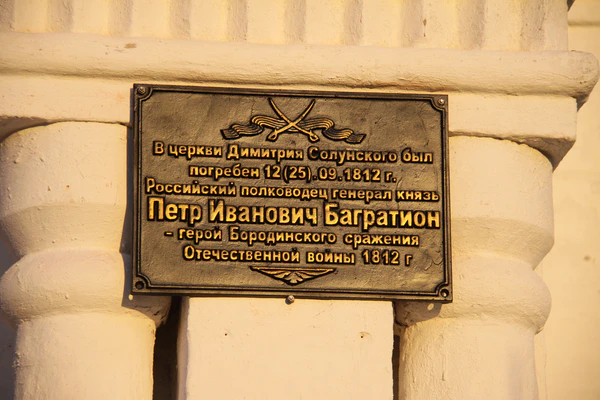 В церкви Димитрия Солунского был
погребен 12(25).09.1812 г.
Российский полководец генерал князь
Петр Иванович Багратион
- герой Бородинского сражения
Отечественной войны 1812 г